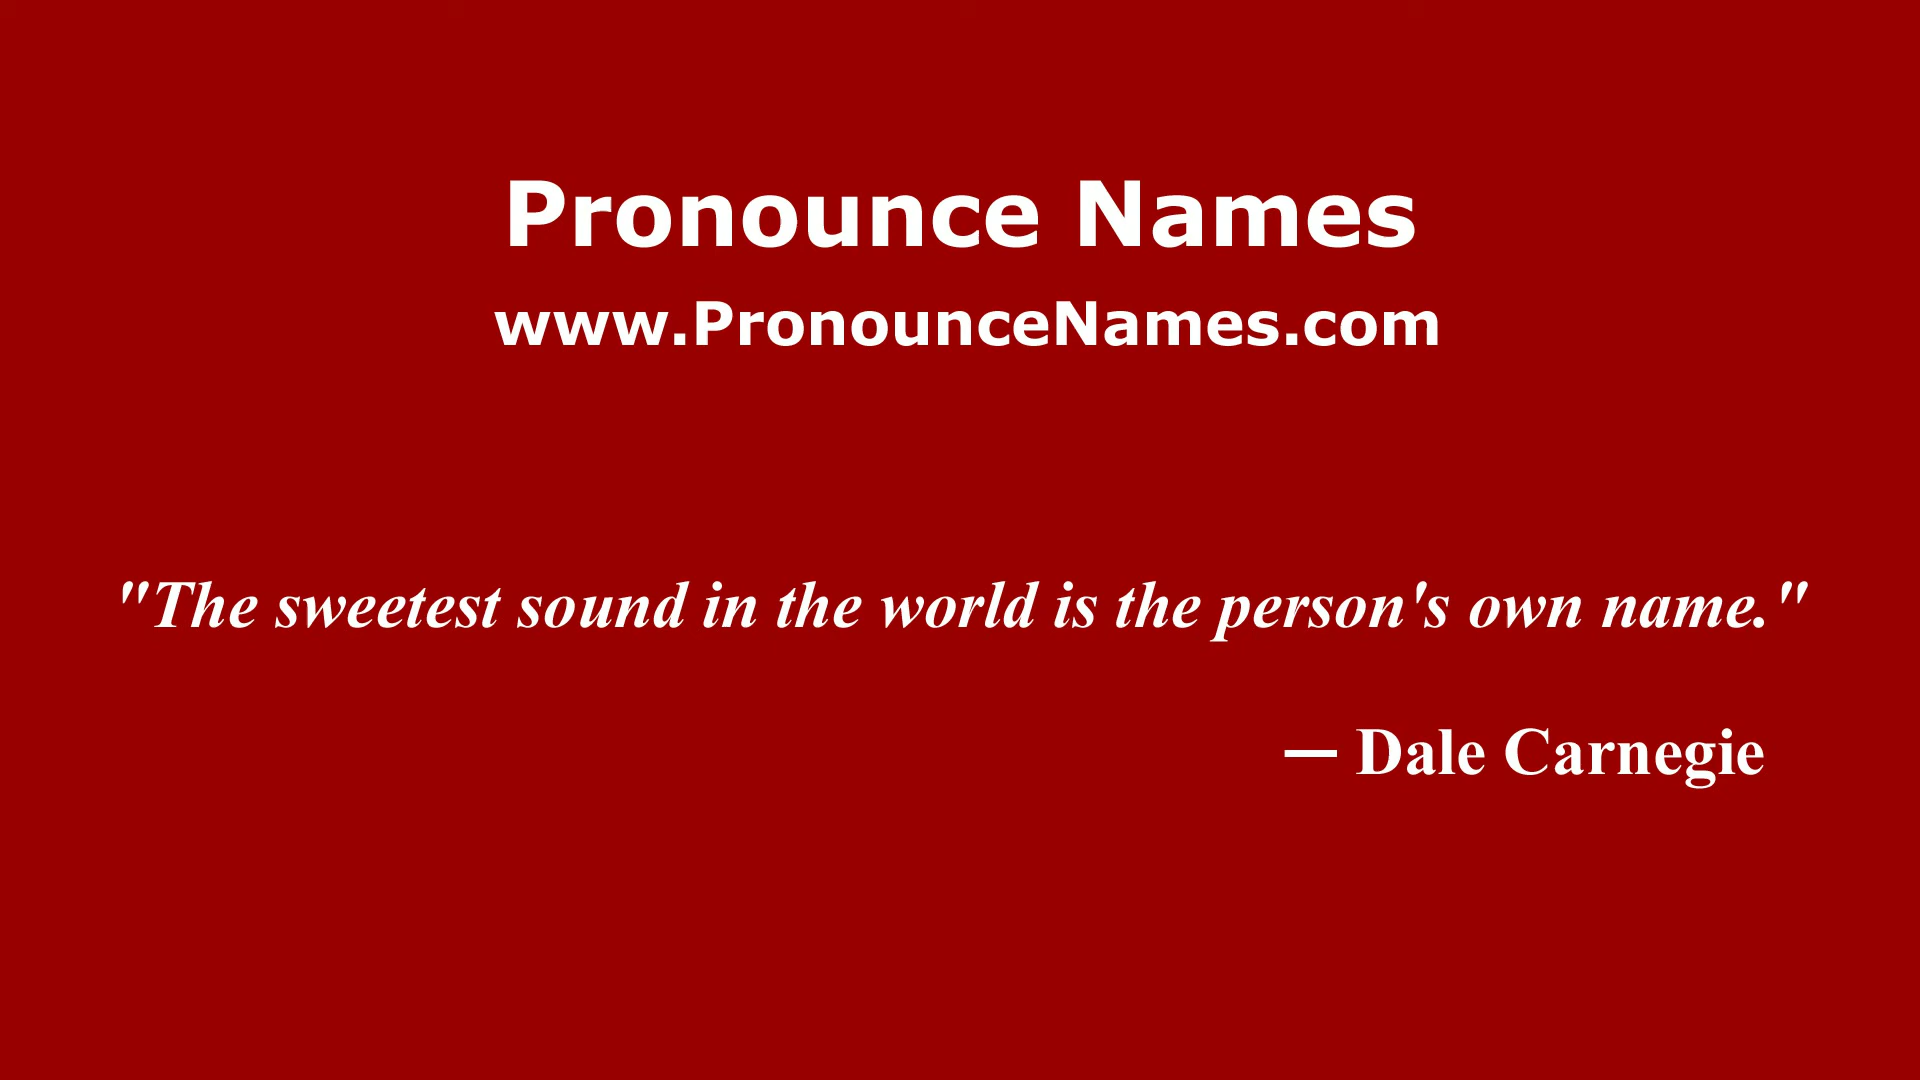 Pronounce Names
www.PronounceNames.com
"The sweetest sound in the world is the person's own name."
— Dale Carnegie